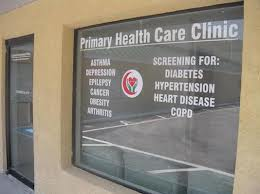 Primary Health Care Clinic
ASTHMA
DEPRESSION
EPILEPSY
CANCER
OBESITY
ARTHRITIS
SCREENING FOR:
DIABETES
HYPERTENSION
HEART DISEASE
COPD